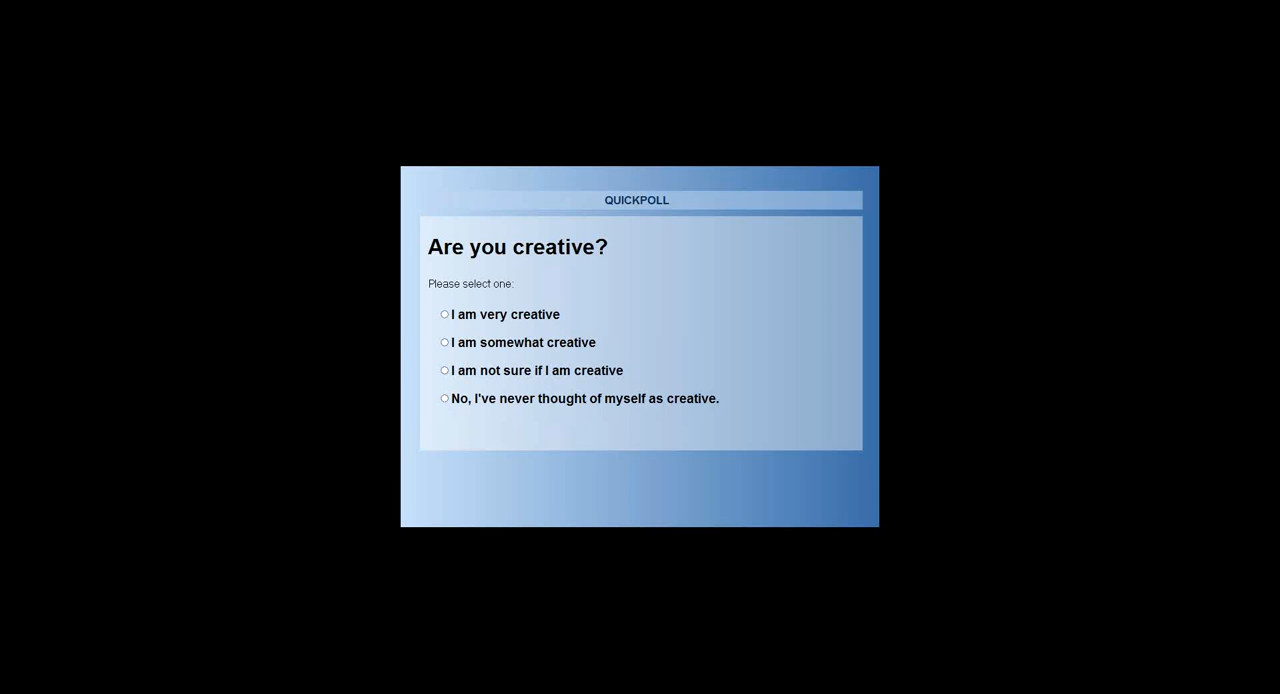 QUICKPOLL
Are you creative?
Please select one:
I am very creative
I am somewhat creative
I am not sure if I am creative
No, I've never thought of myself as creative.